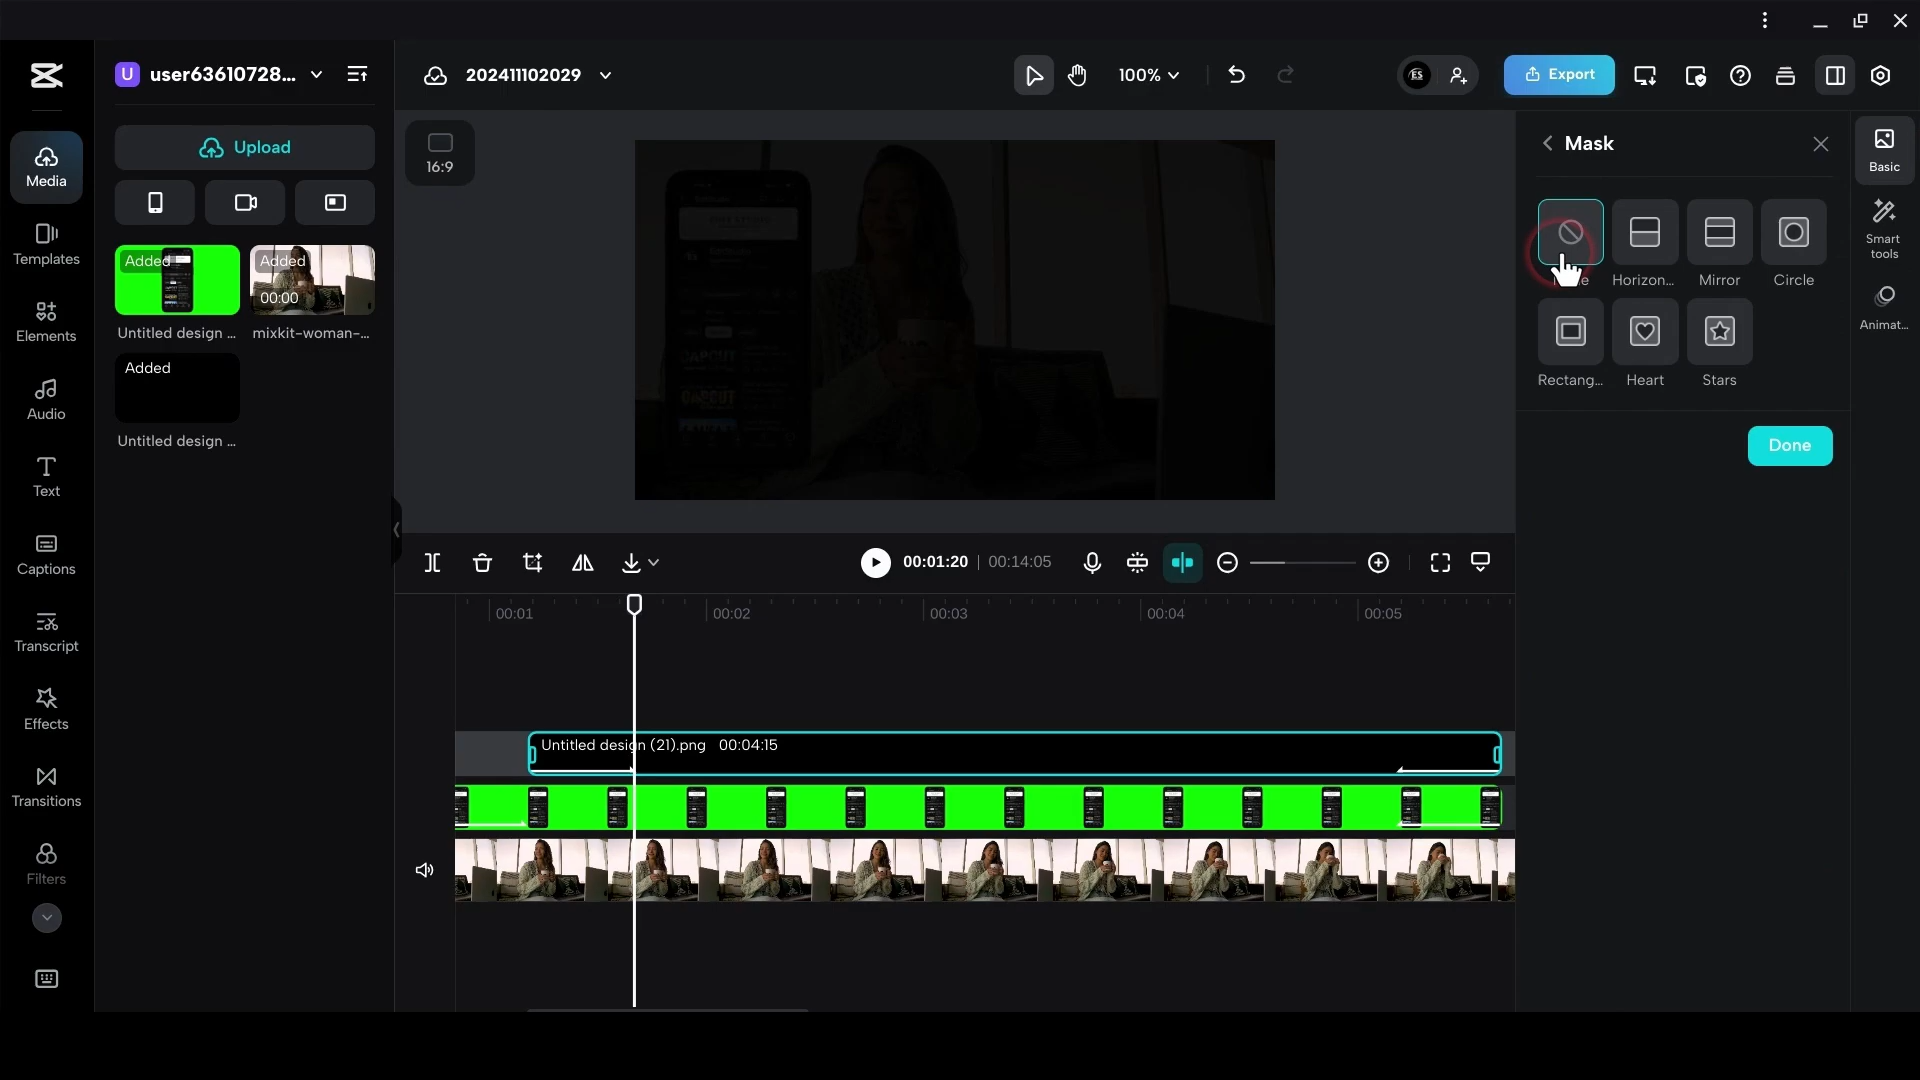 U user63610728...
202411102029
100%
ES
Export
Media
Upload
16:9
Mask
Basic
Templates
Added
Added
00:00
Untitled design ...
mixkit-woman-...
Horizon...
Mirror
Circle
Smart
tools
Elements
Added
Rectang...
Heart
Stars
Animat...
Audio
Untitled design ...
Done
Text
Captions
00:01:20 | 00:14:05
Transcript
00:01
00:02
00:03
00:04
00:05
Effects
Untitled design (21).png 00:04:15
Transitions
Filters